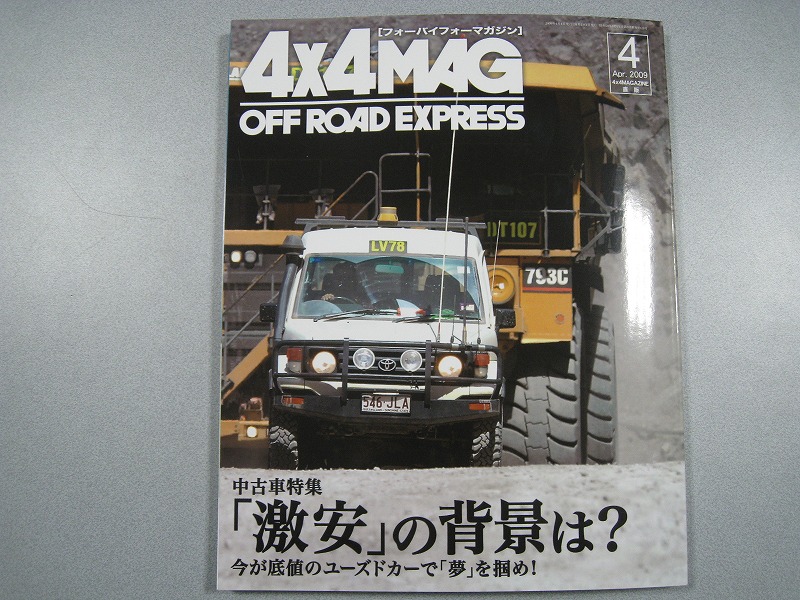 [フォーバイフォーマガジン]
4x4MAG
OFF ROAD EXPRESS
4
Apr. 2009
4x4MAGAZINE
LV78
DT107
793C
TOYOTA
546·JLA
中古車特集
「激安」の背景は?
今が底値のユーズドカーで「夢」を掴め!